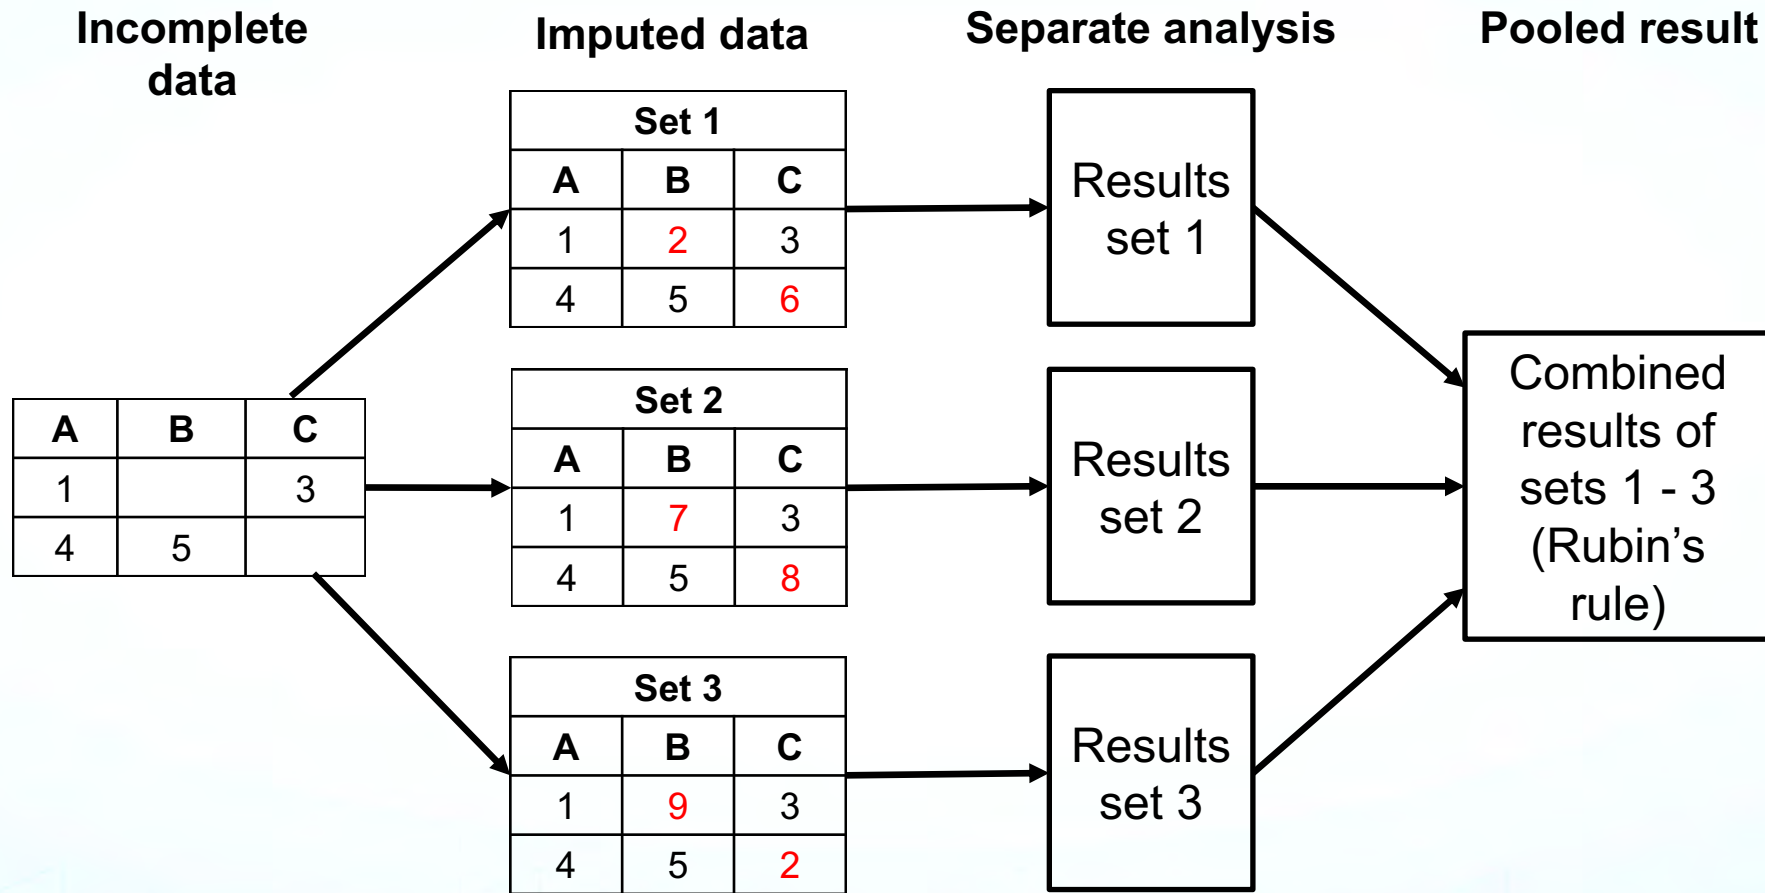 Incomplete
data
Imputed data
Separate analysis
Pooled result
A B C
1 3
4 5
Set 1
A B C
1 2 3
4 5 6
Set 2
A B C
1 7 3
4 5 8
Set 3
A B C
1 9 3
4 5 2
Results
set 1
Results
set 2
Results
set 3
Combined
results of
sets 1 - 3
(Rubin’s
rule)